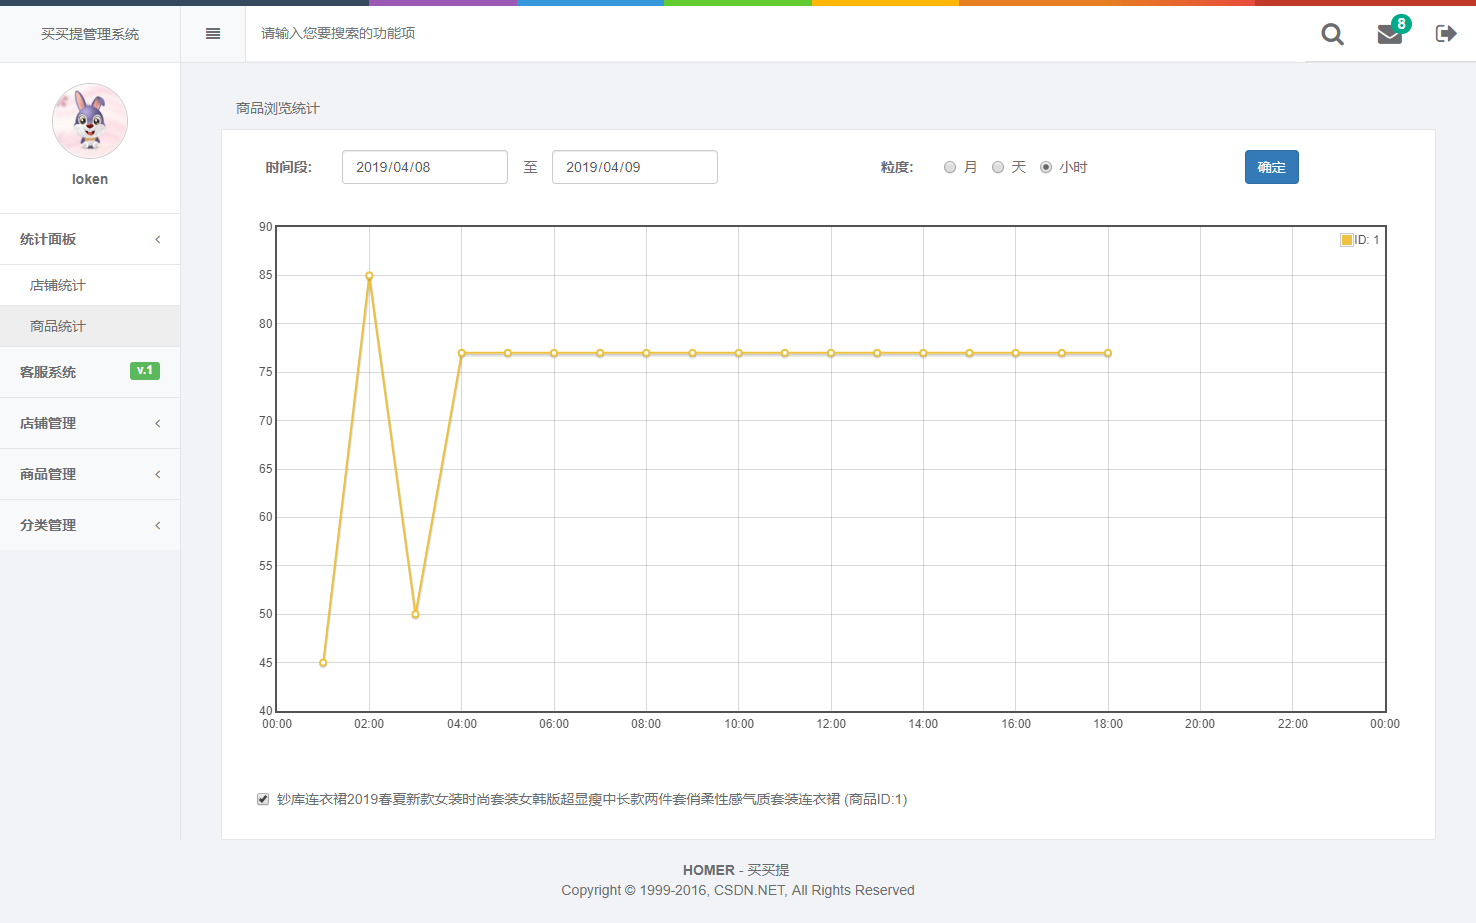 买买提管理系统
请输入您要搜索的功能项
8
loken
统计面板
店铺统计
商品统计
客服系统 v.1
店铺管理
商品管理
分类管理
商品浏览统计
时间段: 2019/04/08 至 2019/04/09 粒度: 月 天 小时 确定
ID: 1
90
85
80
75
70
65
60
55
50
45
40
00:00 02:00 04:00 06:00 08:00 10:00 12:00 14:00 16:00 18:00 20:00 22:00 00:00
钞库连衣裙2019春夏新款女装时尚套装女韩版超显瘦中长款两件套俏柔性感气质套装连衣裙 (商品ID:1)
HOMER - 买买提
Copyright © 1999-2016, CSDN.NET, All Rights Reserved